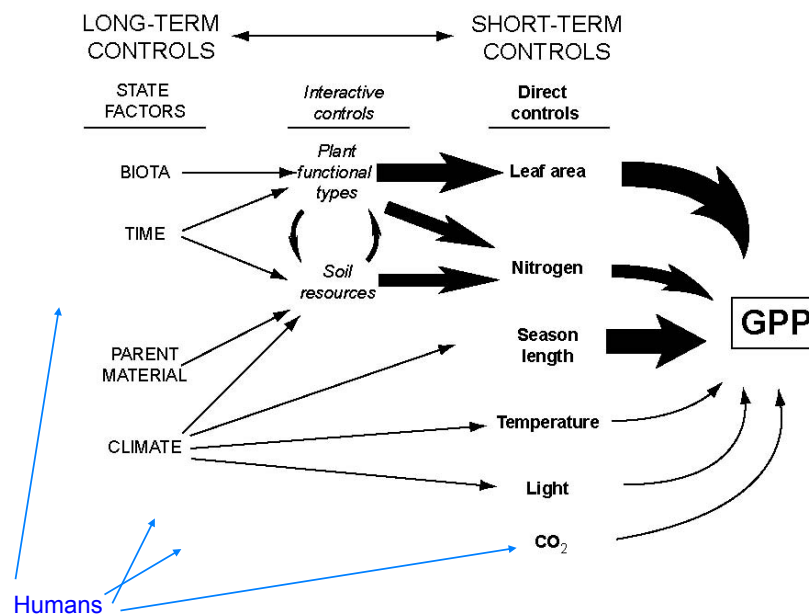 LONG-TERM
CONTROLS
SHORT-TERM
CONTROLS
STATE
FACTORS
Interactive
controls
Direct
controls
BIOTA
Plant
functional
types
Leaf area
TIME
Soil
resources
Nitrogen
GPP
Season
length
PARENT
MATERIAL
CLIMATE
Temperature
Light
CO₂
Humans